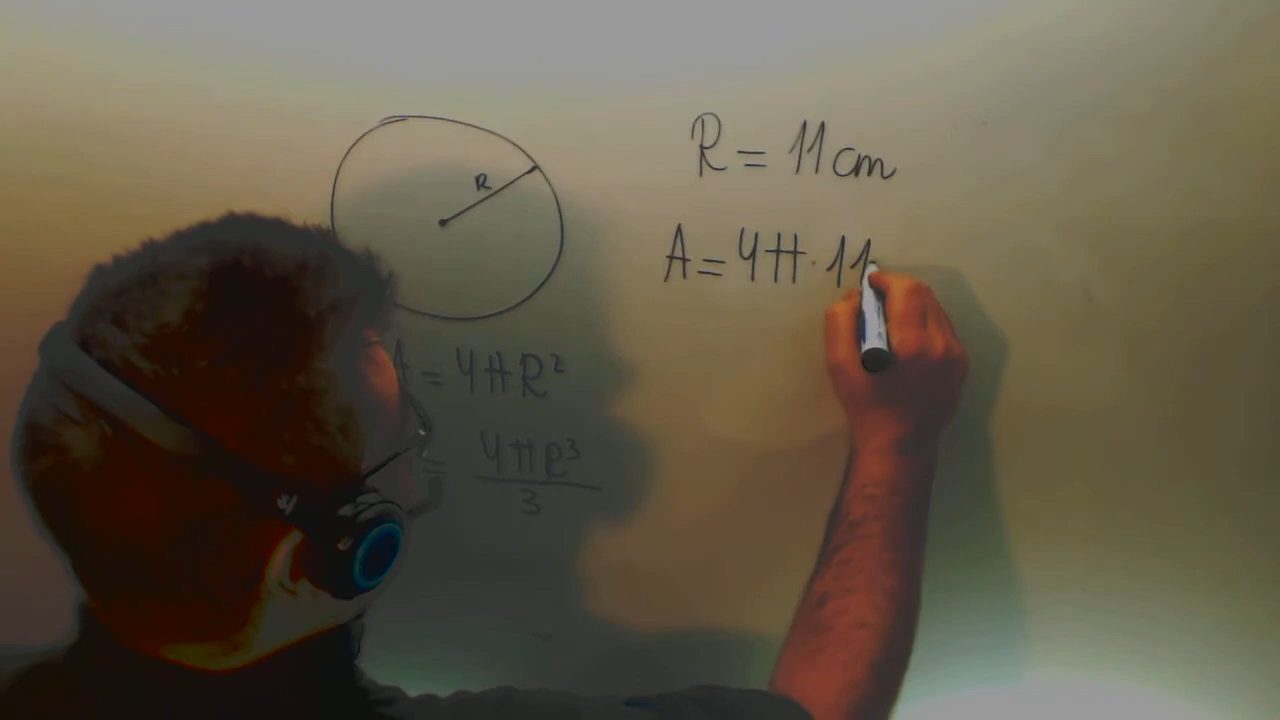 R
R = 11 cm
A = 4π · 11
A = 4πR²
= 4πR³
3